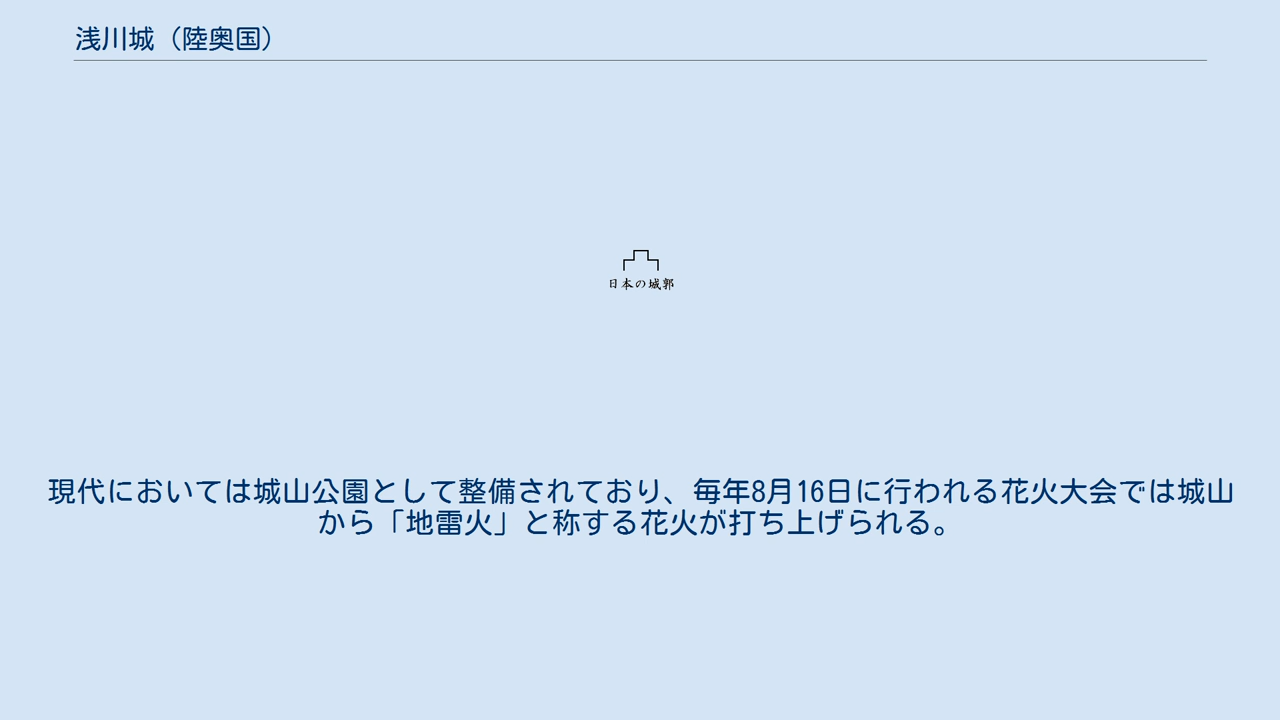 浅川城（陸奥国）
日本の城郭
現代においては城山公園として整備されており、毎年8月16日に行われる花火大会では城山
から「地雷火」と称する花火が打ち上げられる。